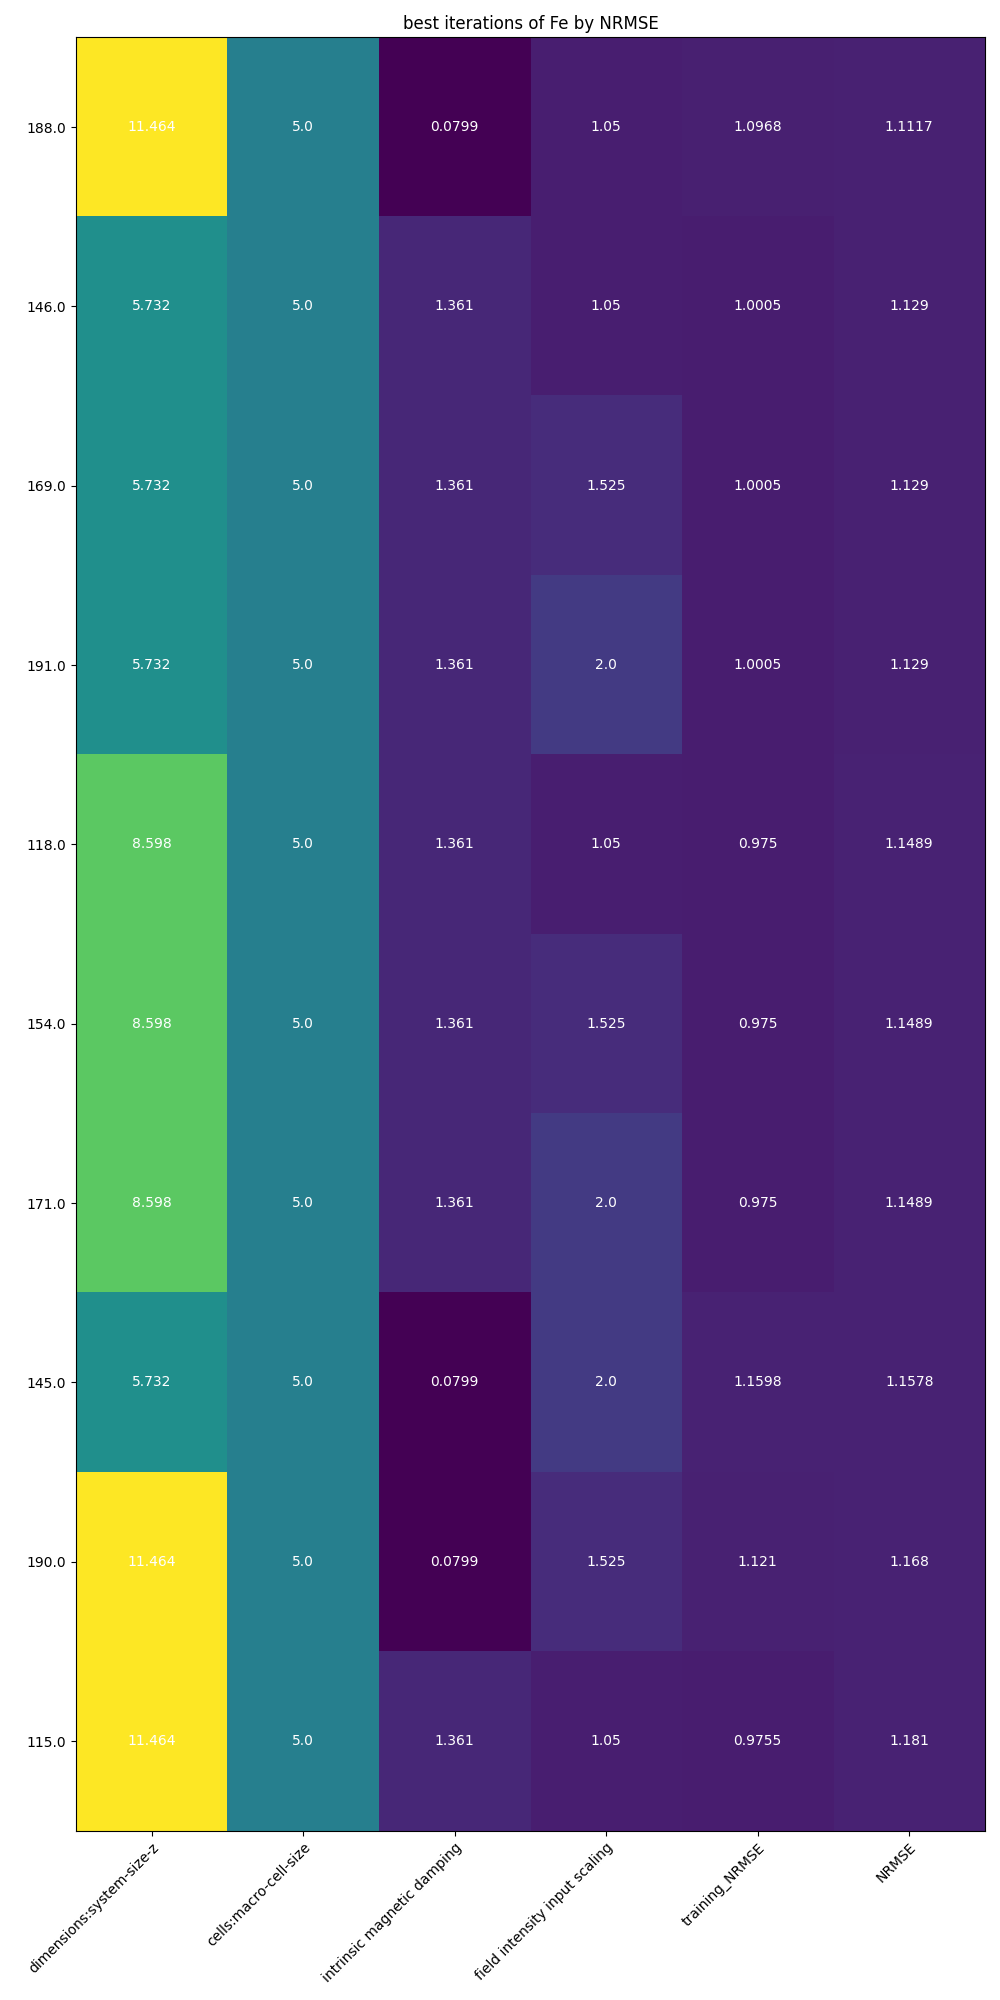 best iterations of Fe by NRMSE
188.0 11.464 5.0 0.0799 1.05 1.0968 1.1117
146.0 5.732 5.0 1.361 1.05 1.0005 1.129
169.0 5.732 5.0 1.361 1.525 1.0005 1.129
191.0 5.732 5.0 1.361 2.0 1.0005 1.129
118.0 8.598 5.0 1.361 1.05 0.975 1.1489
154.0 8.598 5.0 1.361 1.525 0.975 1.1489
171.0 8.598 5.0 1.361 2.0 0.975 1.1489
145.0 5.732 5.0 0.0799 2.0 1.1598 1.1578
190.0 11.464 5.0 0.0799 1.525 1.121 1.168
115.0 11.464 5.0 1.361 1.05 0.9755 1.181
dimensions:system-size-z
cells:macro-cell-size
intrinsic magnetic damping
field intensity input scaling
training_NRMSE
NRMSE